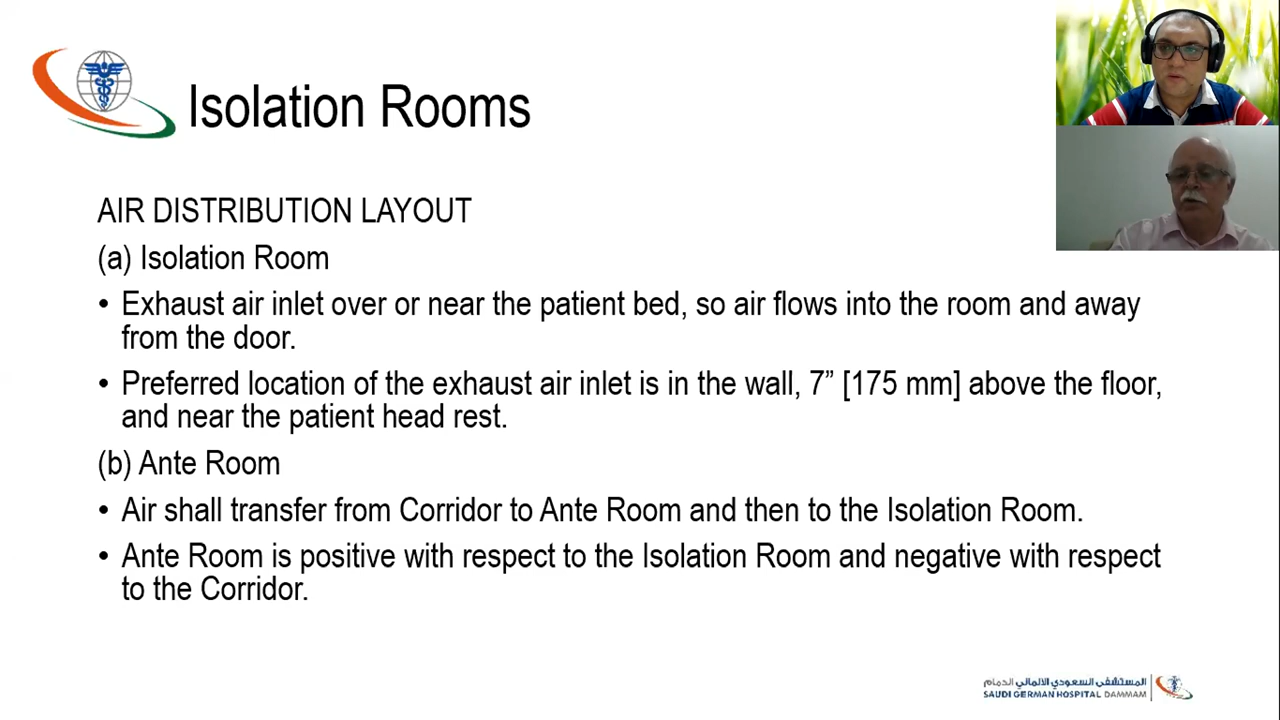 Isolation Rooms
AIR DISTRIBUTION LAYOUT
(a) Isolation Room
• Exhaust air inlet over or near the patient bed, so air flows into the room and away
from the door.
• Preferred location of the exhaust air inlet is in the wall, 7” [175 mm] above the floor,
and near the patient head rest.
(b) Ante Room
• Air shall transfer from Corridor to Ante Room and then to the Isolation Room.
• Ante Room is positive with respect to the Isolation Room and negative with respect
to the Corridor.
المستشفى السعودي الألماني الدمام
SAUDI GERMAN HOSPITAL DAMMAM